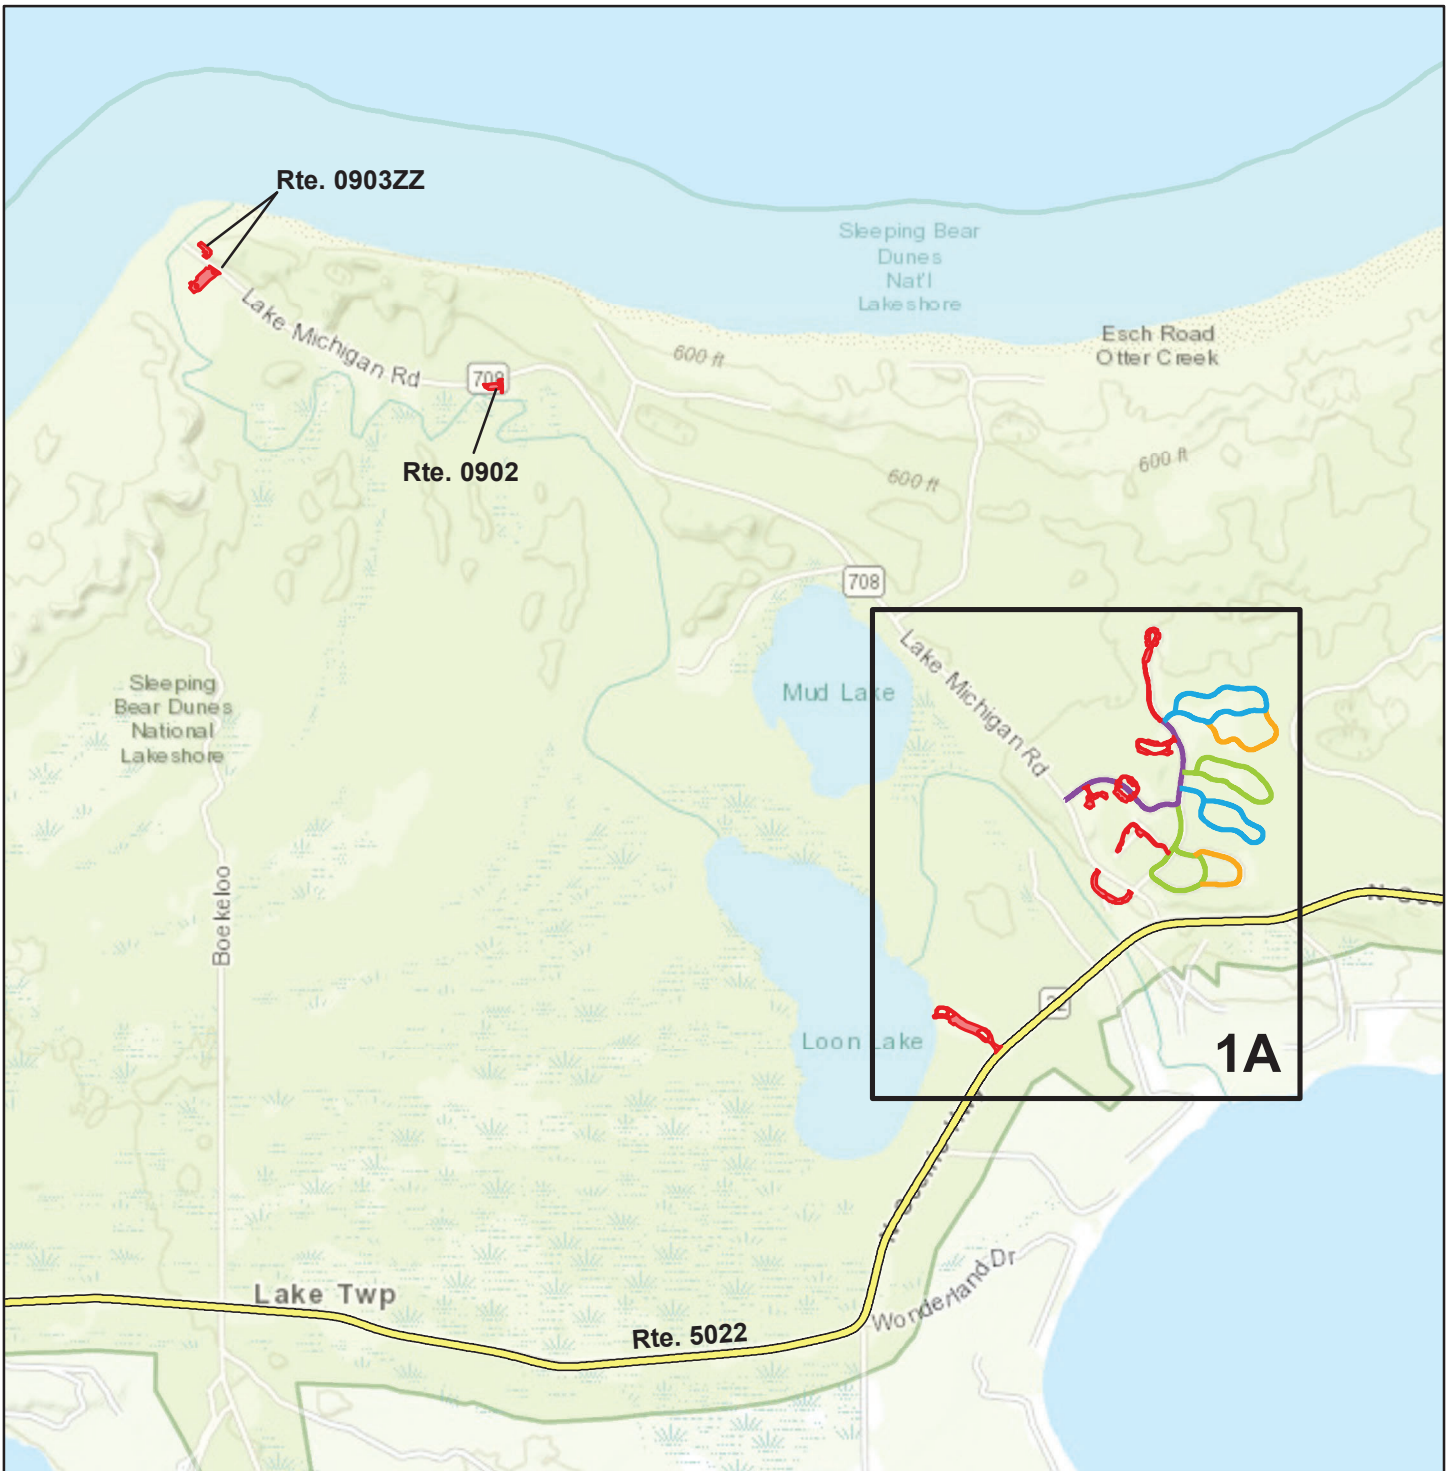 Rte. 0903ZZ
Sleeping Bear
Dunes
Nat'l
Lakeshore
Lake Michigan Rd
Esch Road
Otter Creek
600 ft
709
Rte. 0902
600 ft
600 ft
708
Lake Michigan Rd
Mud Lake
Sleeping
Bear Dunes
National
Lakeshore
Boekeloo
Loon Lake
1A
Lake Twp
Rte. 5022
Wonderland Dr